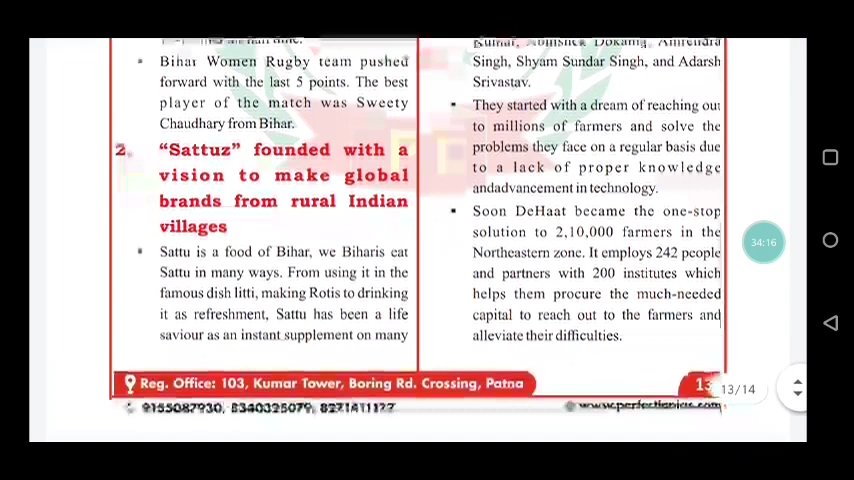 Bihar Women Rugby team pushed
forward with the last 5 points. The best
player of the match was Sweety
Chaudhary from Bihar.
2. “Sattuz” founded with a
vision to make global
brands from rural Indian
villages
Sattu is a food of Bihar, we Biharis eat
Sattu in many ways. From using it in the
famous dish litti, making Rotis to drinking
it as refreshment, Sattu has been a life
saviour as an instant supplement on many
Singh, Shyam Sundar Singh, and Adarsh
Srivastav.
They started with a dream of reaching out
to millions of farmers and solve the
problems they face on a regular basis due
to a lack of proper knowledge
andadvancement in technology.
Soon DeHaat became the one-stop
solution to 2,10,000 farmers in the
Northeastern zone. It employs 242 people
and partners with 200 institutes which
helps them procure the much-needed
capital to reach out to the farmers and
alleviate their difficulties.
Reg. Office: 103, Kumar Tower, Boring Rd. Crossing, Patna
13
13/14
34:16